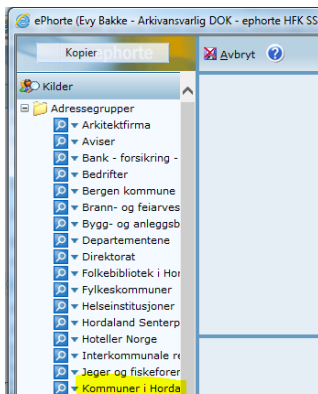 ePhorte (Evy Bakke - Arkivansvarlig DOK - ephorte HFK SS
Kopier
ephorte
Avbryt
Kilder
Adressegrupper
Arkitektfirma
Aviser
Bank - forsikring -
Bedrifter
Bergen kommune
Brann- og feiarves
Bygg- og anleggsb
Departementene
Direktorat
Folkebibliotek i Hor
Fylkeskommuner
Helseinstitusjoner
Hordaland Senterp
Hoteller Norge
Interkommunale re
Jeger og fiskeforer
Kommuner i Horda